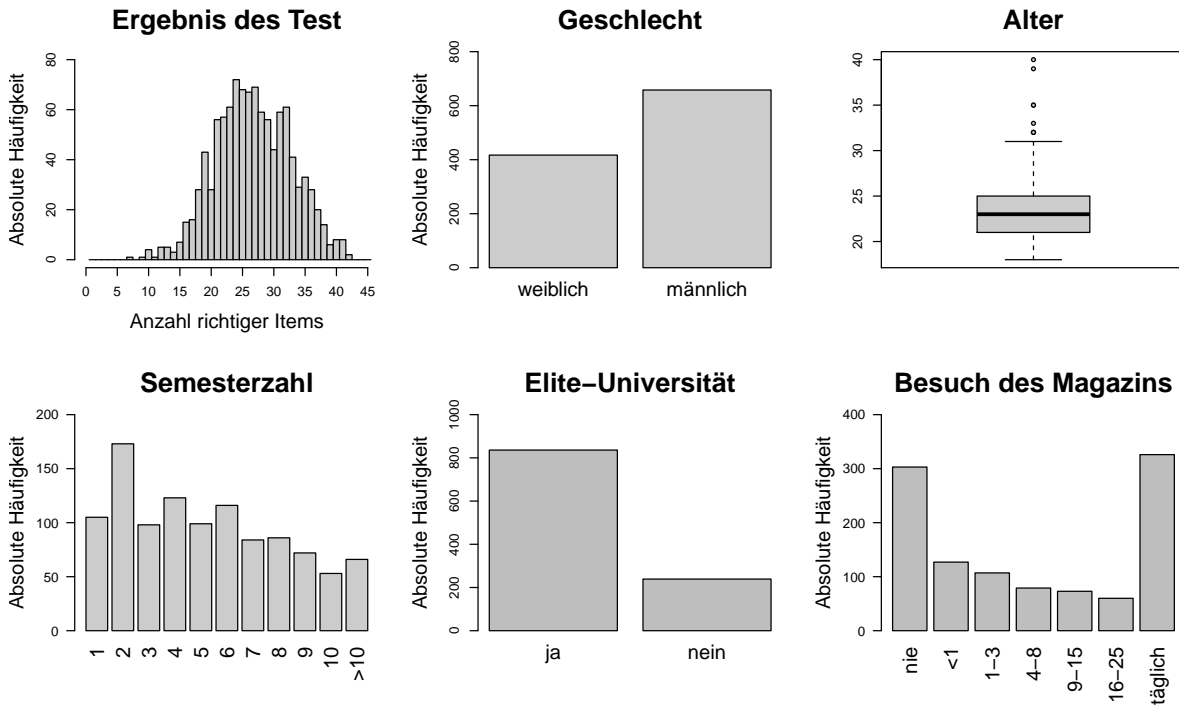 Ergebnis des Test
Absolute Häufigkeit
0
20
40
60
80
0 5 10 15 20 25 30 35 40 45
Anzahl richtiger Items
Geschlecht
Absolute Häufigkeit
0
200
400
600
800
weiblich männlich
Alter
20
25
30
35
40
Semesterzahl
Absolute Häufigkeit
0
50
100
150
200
1 2 3 4 5 6 7 8 9 10 >10
Elite−Universität
Absolute Häufigkeit
0
200
400
600
800
1000
ja nein
Besuch des Magazins
Absolute Häufigkeit
0
100
200
300
400
nie <1 1−3 4−8 9−15 16−25 täglich